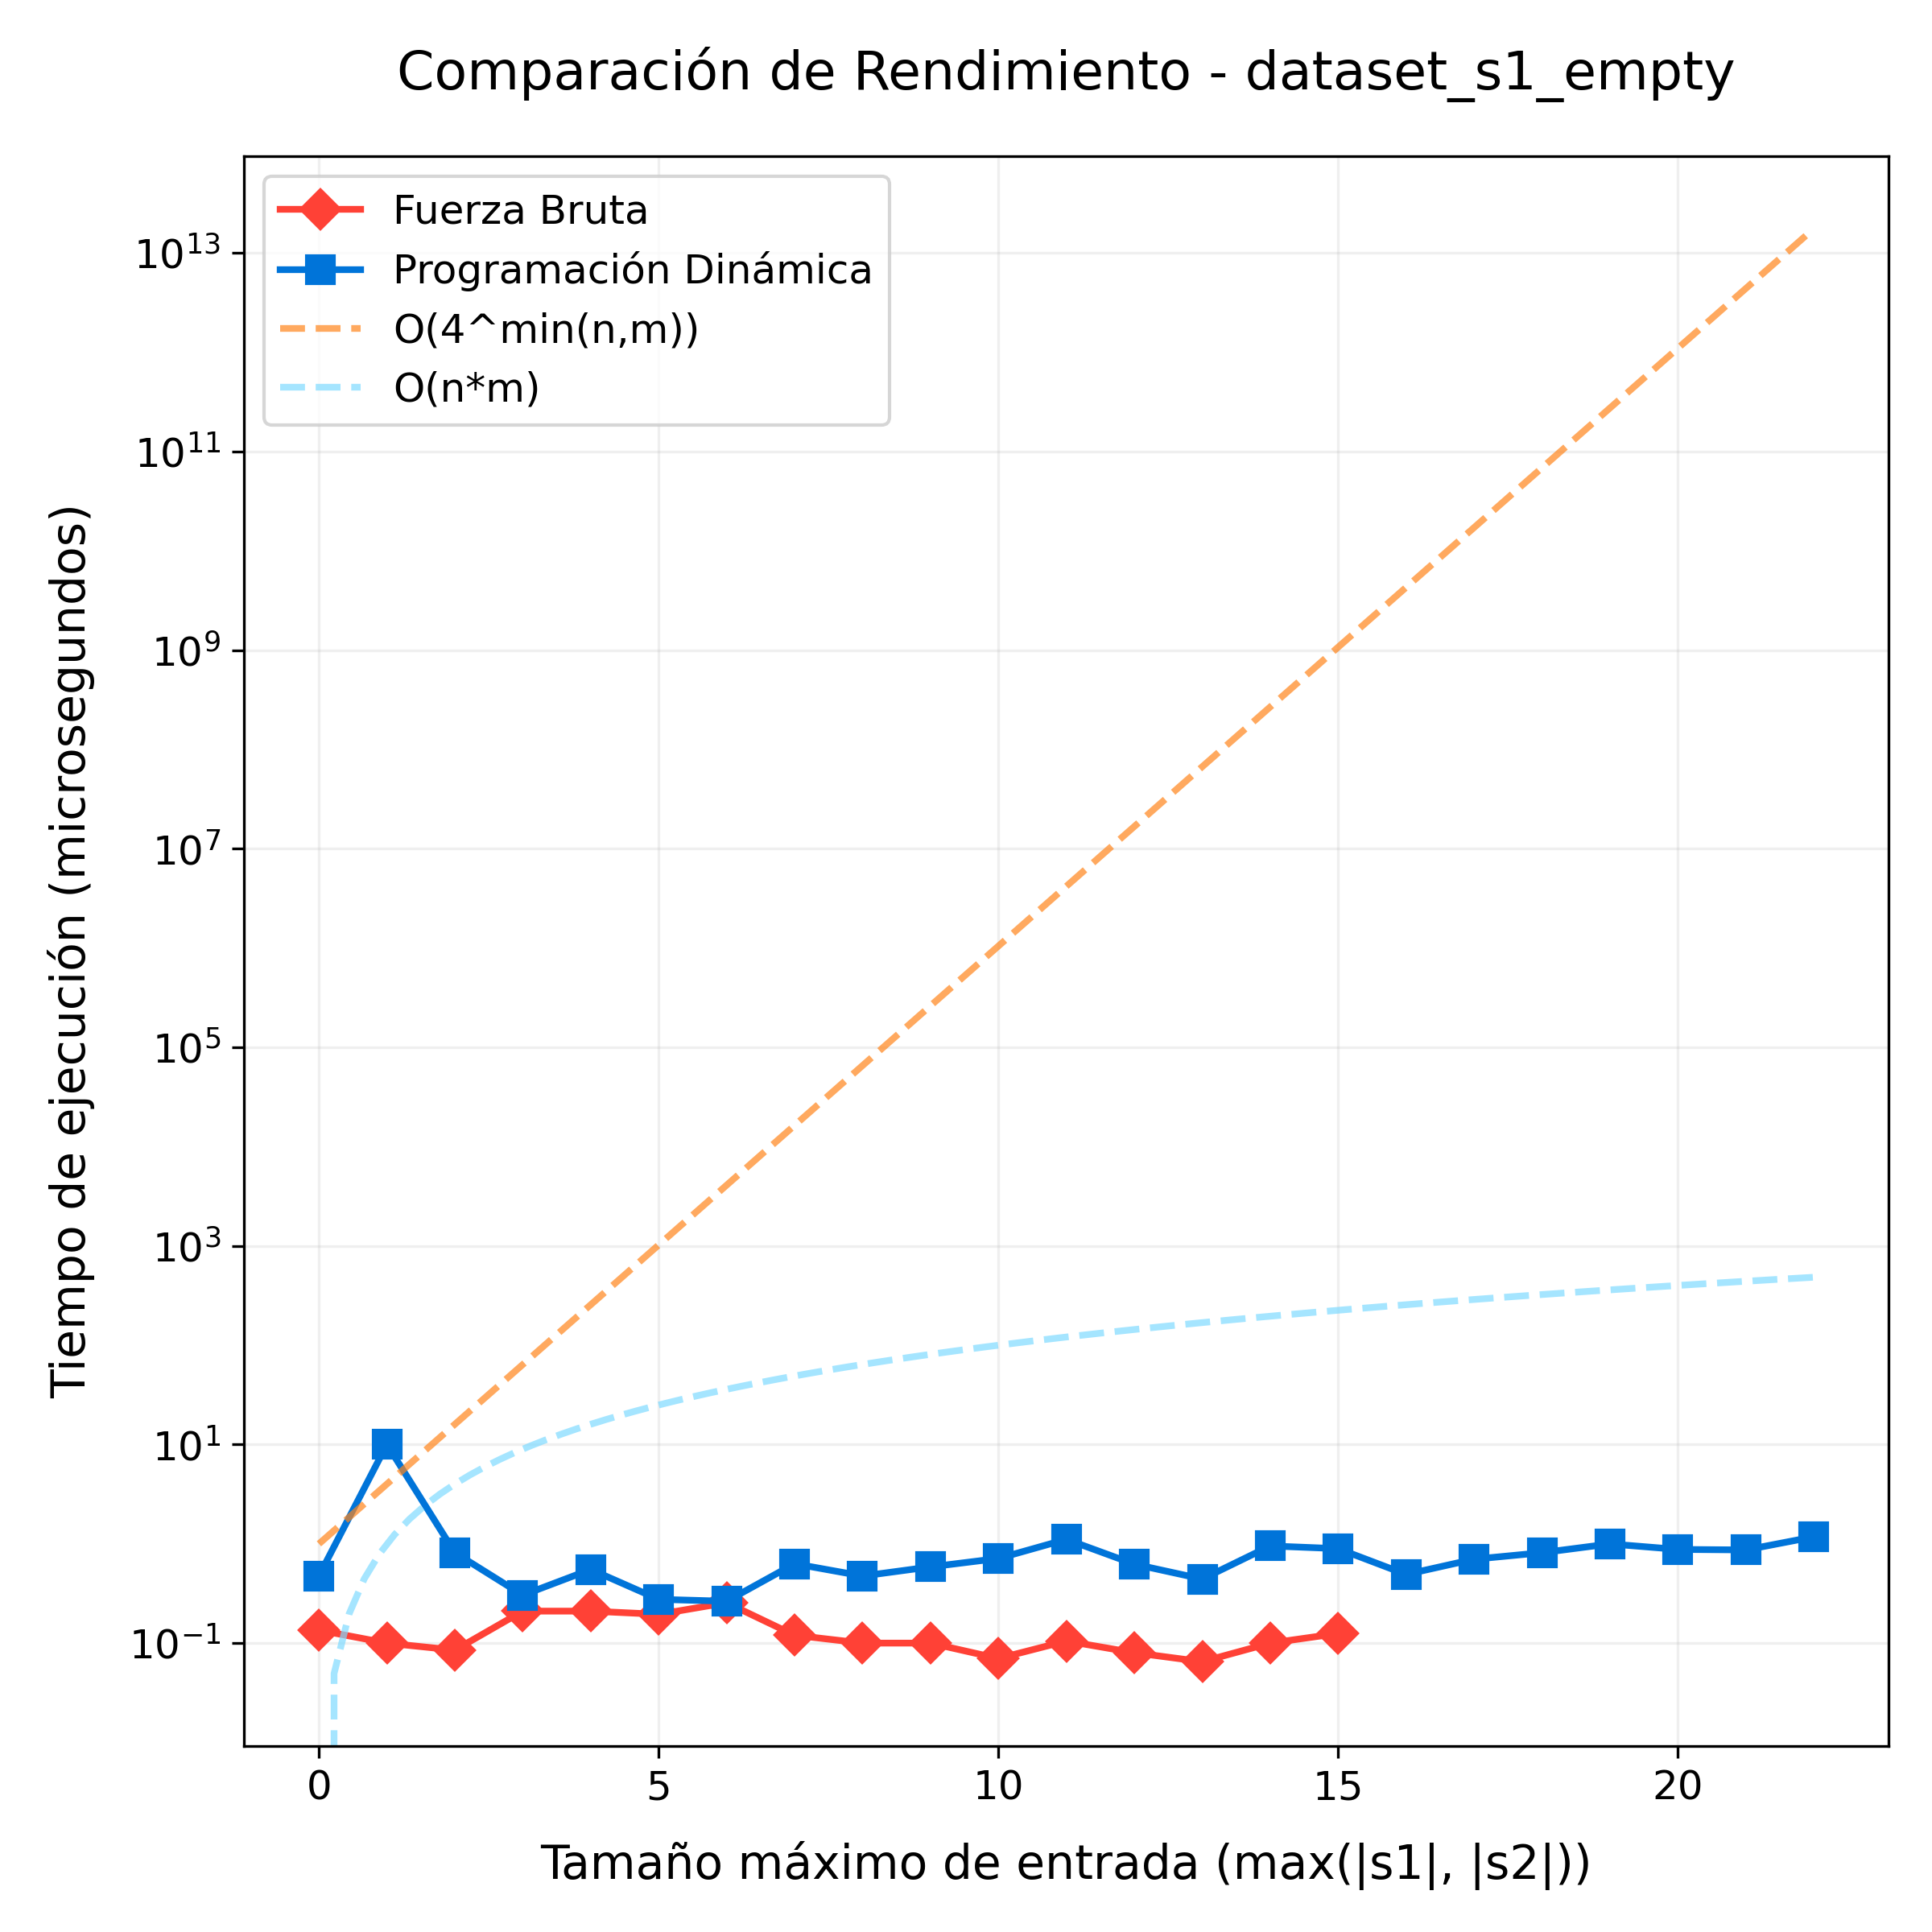 Comparación de Rendimiento - dataset_s1_empty
Fuerza Bruta
Programación Dinámica
O(4^min(n,m))
O(n*m)
Tiempo de ejecución (microsegundos)
10¹³
10¹¹
10⁹
10⁷
10⁵
10³
10¹
10⁻¹
0 5 10 15 20
Tamaño máximo de entrada (max(|s1|, |s2|))